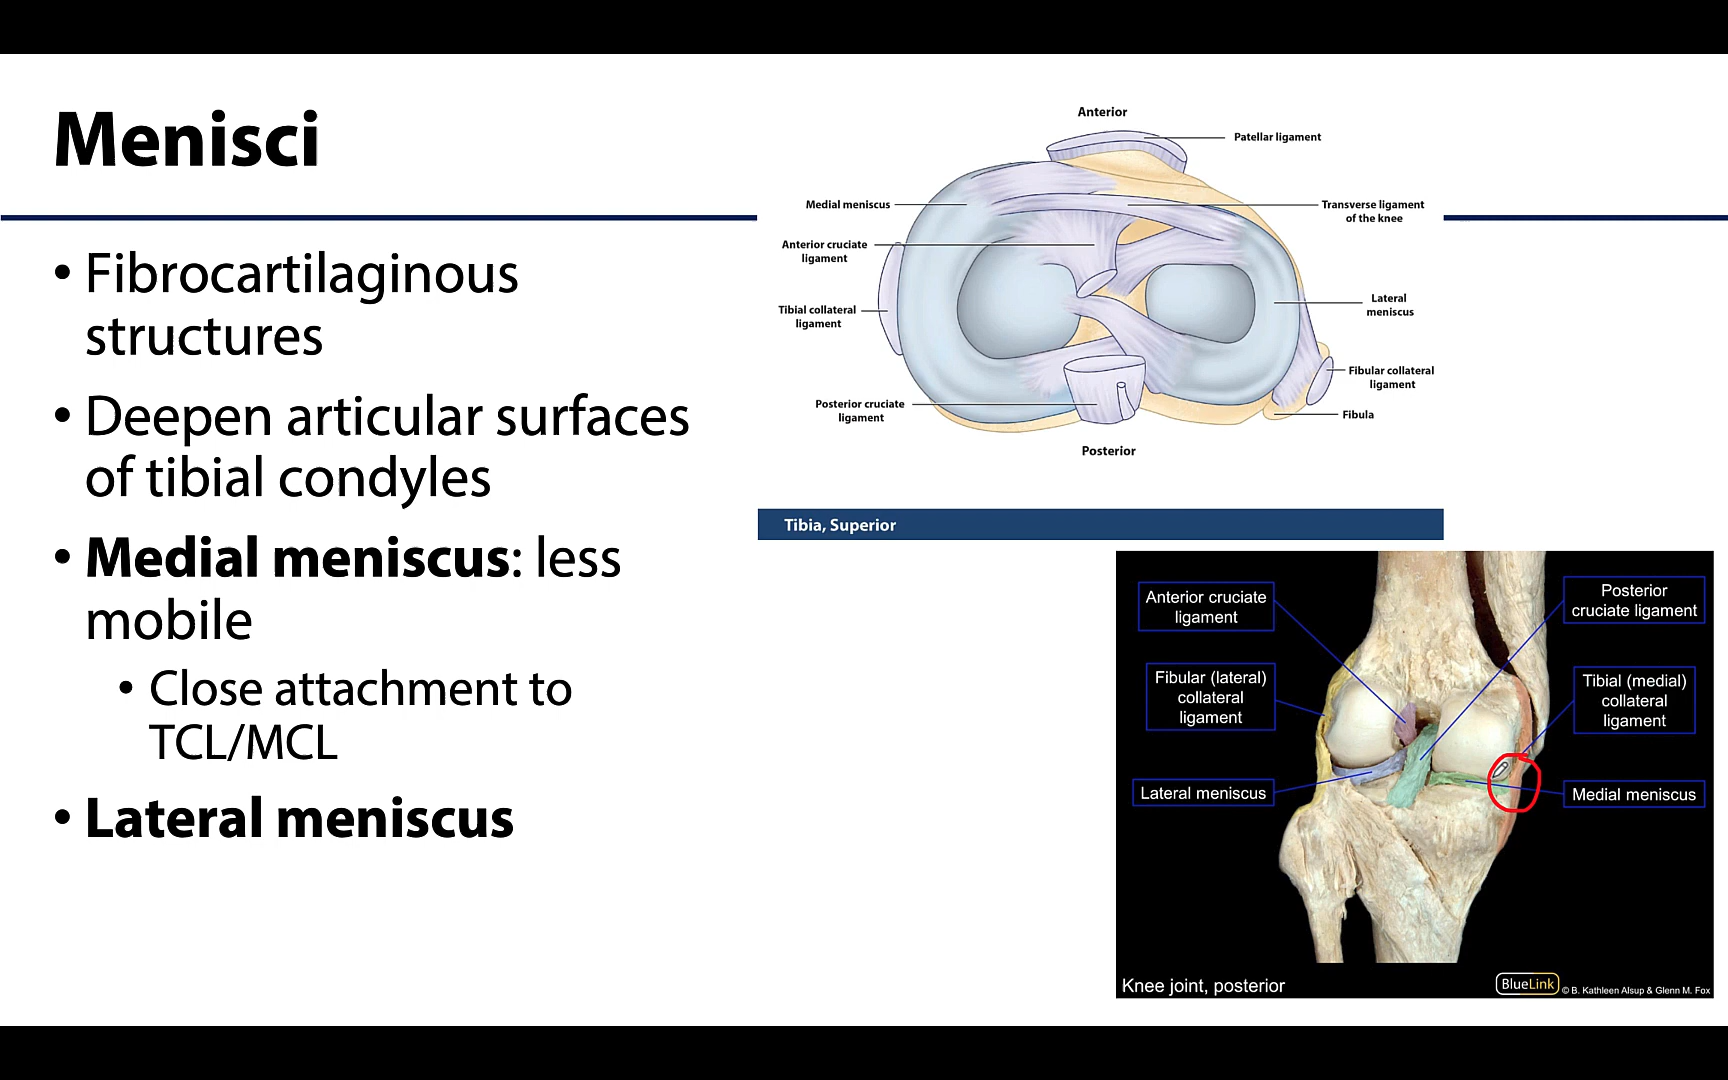 Menisci
• Fibrocartilaginous
structures
• Deepen articular surfaces
of tibial condyles
• Medial meniscus: less
mobile
• Close attachment to
TCL/MCL
• Lateral meniscus
Anterior
Patellar ligament
Medial meniscus
Transverse ligament
of the knee
Anterior cruciate
ligament
Tibial collateral
ligament
Lateral
meniscus
Fibular collateral
ligament
Posterior cruciate
ligament
Fibula
Posterior
Tibia, Superior
Anterior cruciate
ligament
Posterior
cruciate ligament
Fibular (lateral)
collateral
ligament
Tibial (medial)
collateral
ligament
Lateral meniscus
Medial meniscus
Knee joint, posterior
BlueLink
© B. Kathleen Alsup & Glenn M. Fox